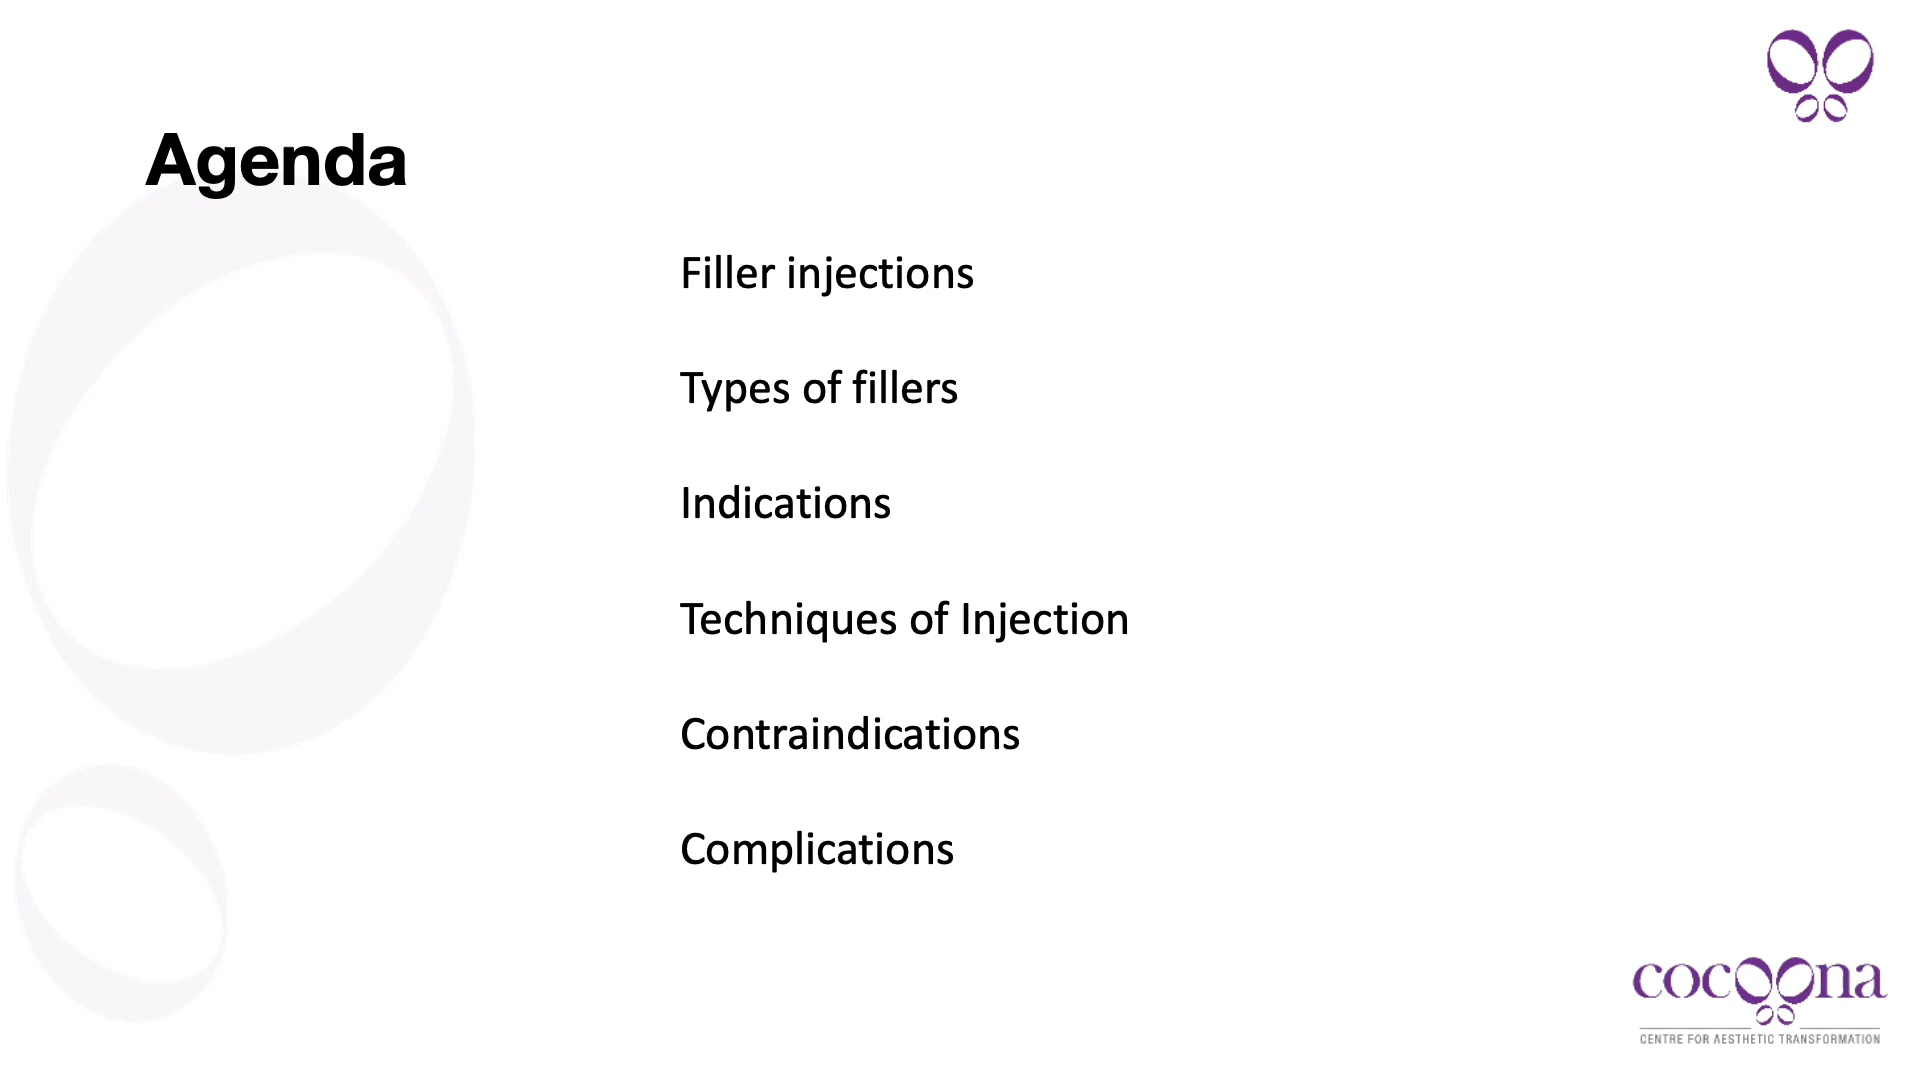 Agenda
Filler injections
Types of fillers
Indications
Techniques of Injection
Contraindications
Complications
cocoona
CENTRE FOR AESTHETIC TRANSFORMATION